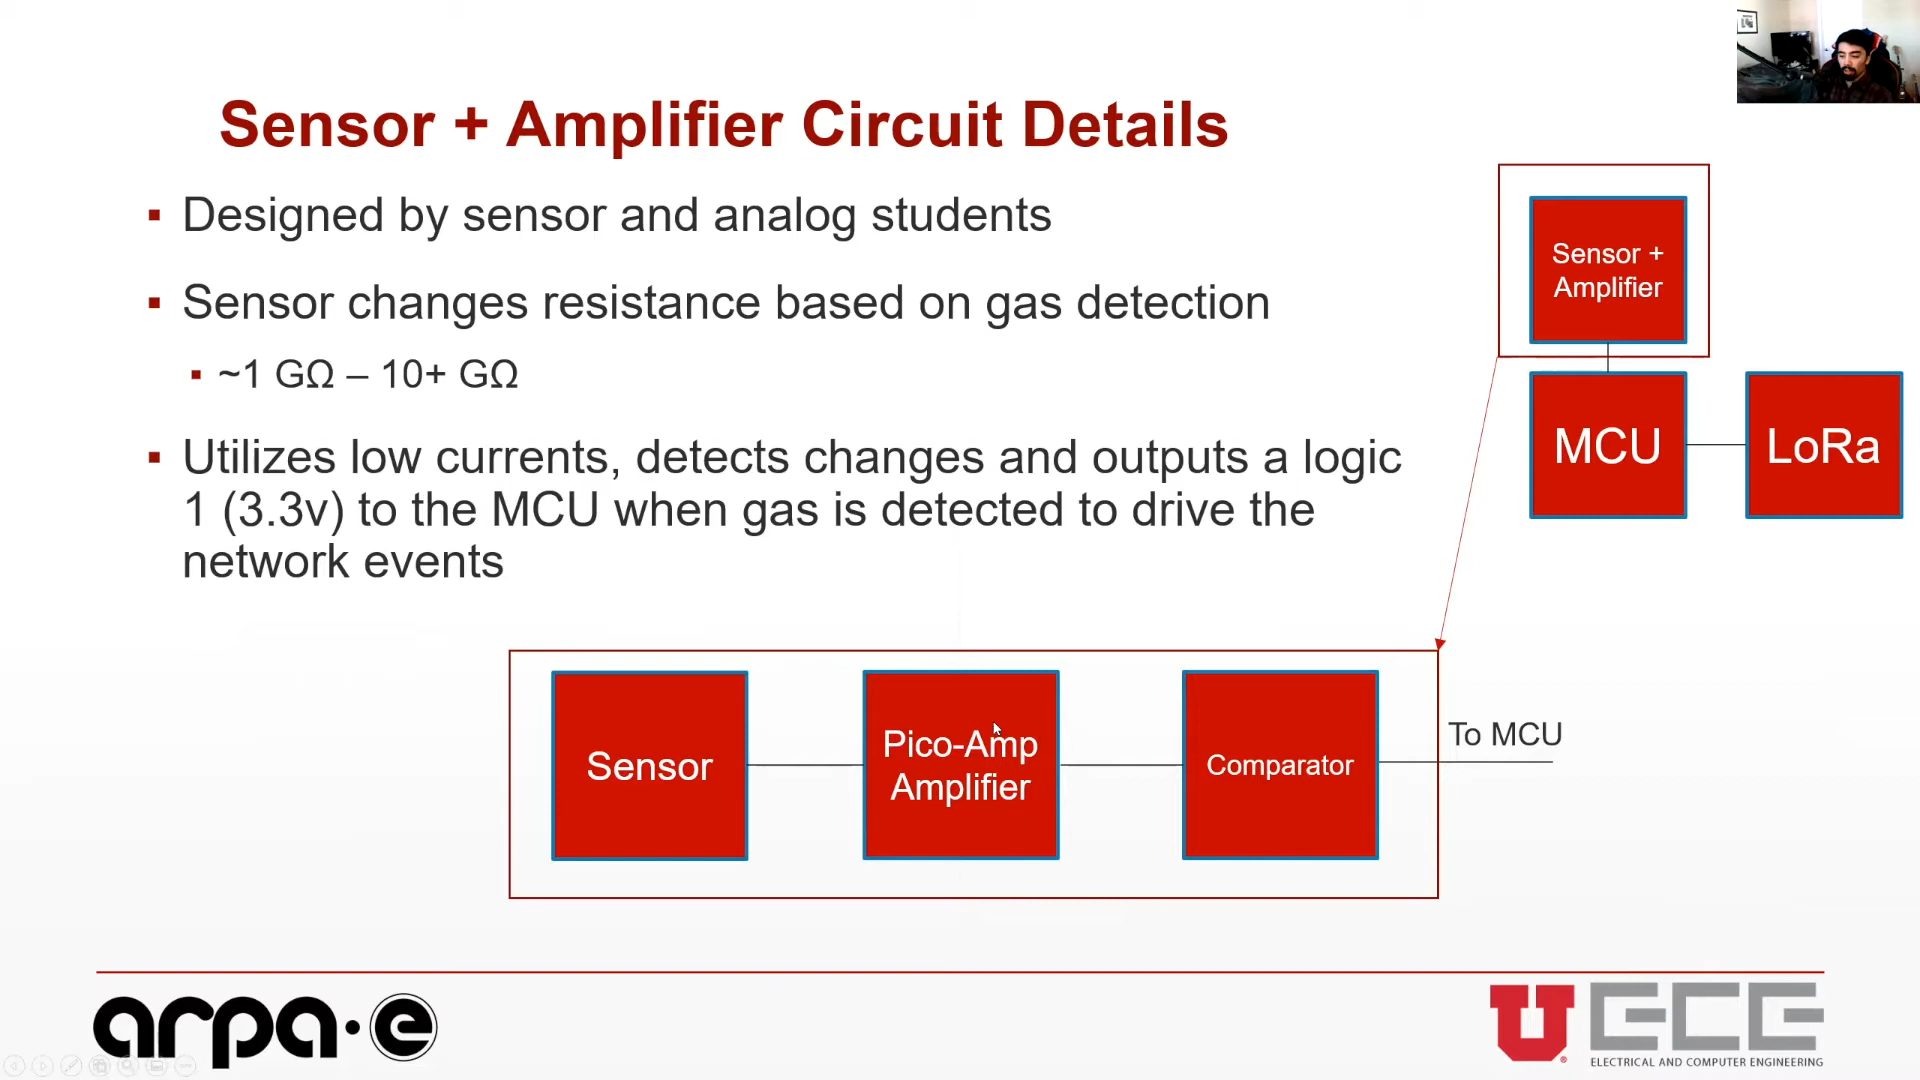 Sensor + Amplifier Circuit Details
▪ Designed by sensor and analog students
▪ Sensor changes resistance based on gas detection
▪ ~1 GΩ – 10+ GΩ
▪ Utilizes low currents, detects changes and outputs a logic
1 (3.3v) to the MCU when gas is detected to drive the
network events
Sensor +
Amplifier
MCU
LoRa
Sensor
Pico-Amp
Amplifier
Comparator
To MCU
arpa·e
U ECE
ELECTRICAL AND COMPUTER ENGINEERING